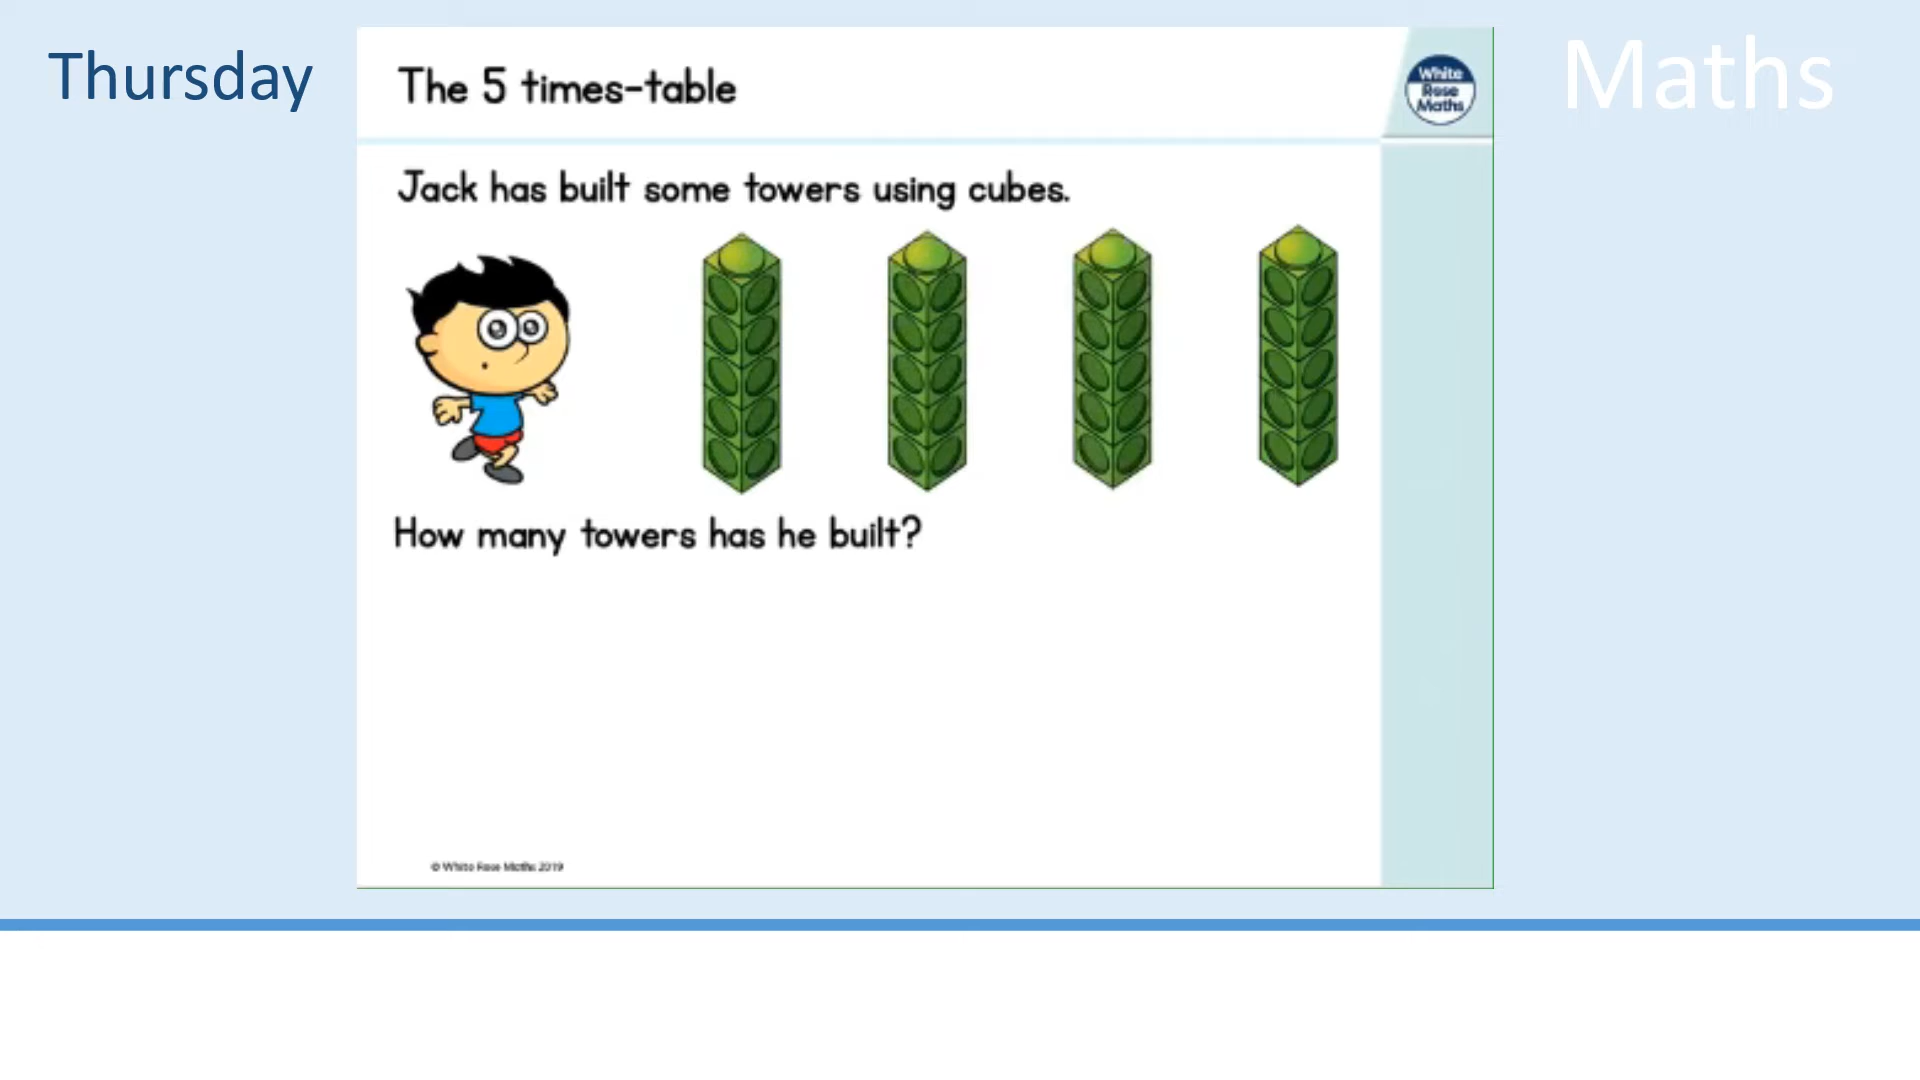 Thursday
Maths
The 5 times-table
White
Rose
Maths
Jack has built some towers using cubes.
How many towers has he built?
© White Rose Maths 2019